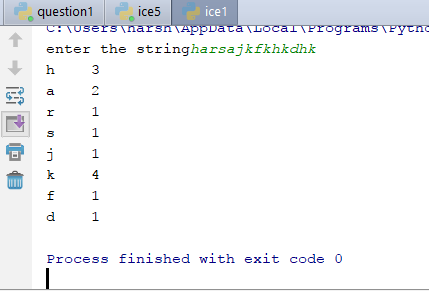 question1 ice5 ice1
C:\Users\harsh\AppData\Local\Programs\Pytho
enter the stringharsajkfkhkdhk
h 3
a 2
r 1
s 1
j 1
k 4
f 1
d 1
Process finished with exit code 0